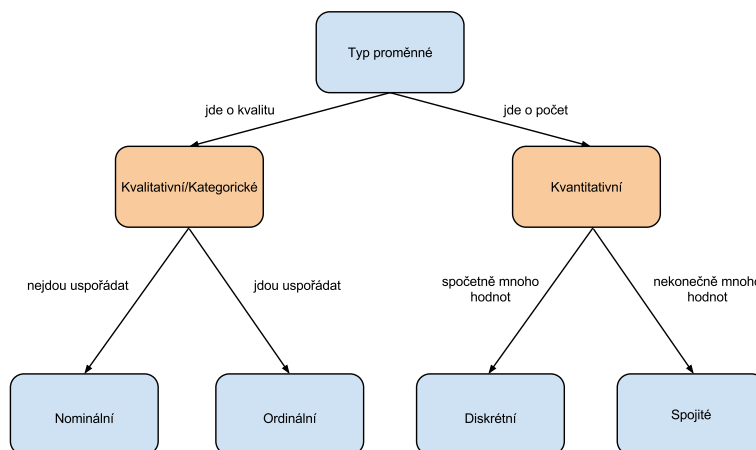 Typ proměnné
jde o kvalitu
jde o počet
Kvalitativní/Kategorické
Kvantitativní
nejdou uspořádat
jdou uspořádat
spočetně mnoho
hodnot
nekonečně mnoho
hodnot
Nominální
Ordinální
Diskrétní
Spojité